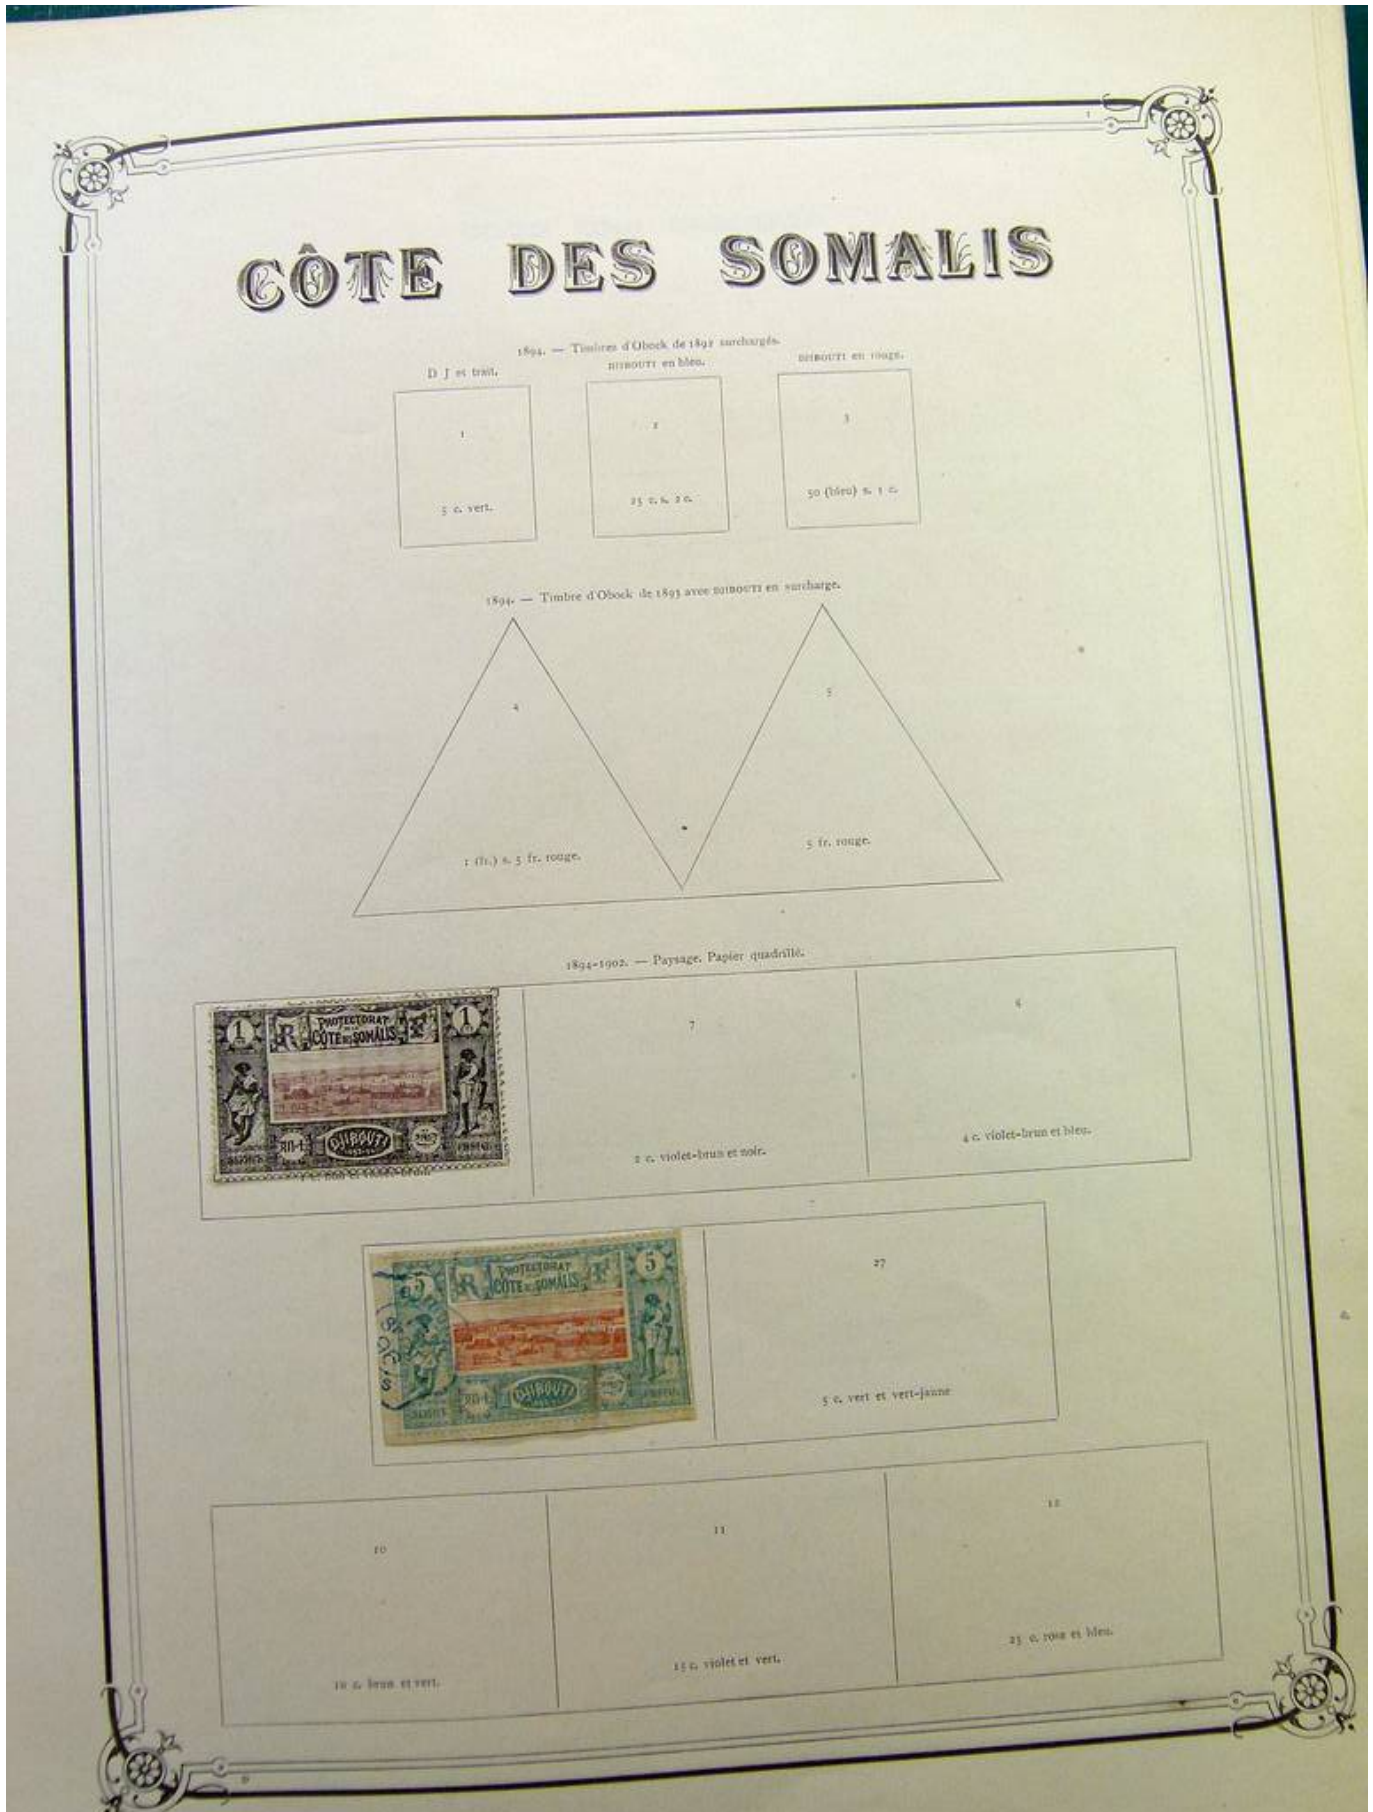 CÔTE DES SOMALIS
1894. — Timbres d'Obock de 1892 surchargés.
D J et trait.
DJIBOUTI en bleu.
DJIBOUTI en rouge.
1
2
3
5 c. vert.
25 c. s. 2 c.
50 (bleu) s. 1 c.
1894. — Timbre d'Obock de 1893 avec DJIBOUTI en surcharge.
4
5
1 (fr.) s. 5 fr. rouge.
5 fr. rouge.
1894-1902. — Paysage. Papier quadrillé.
1
PROTECTORAT
1
R
CÔTE DES SOMALIS
F
DJIBOUTI
7
2 c. violet-brun et noir.
6
4 c. violet-brun et bleu.
5
PROTECTORAT
5
R
CÔTE DES SOMALIS
F
DJIBOUTI
27
5 c. vert et vert-jaune
10
10 c. brun et vert.
11
15 c. violet et vert.
12
25 c. rose et bleu.